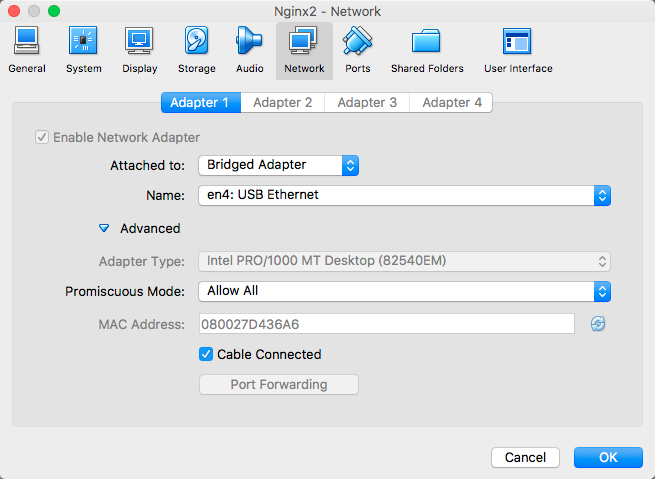 Nginx2 - Network
General System Display Storage Audio Network Ports Shared Folders User Interface
Adapter 1 Adapter 2 Adapter 3 Adapter 4
Enable Network Adapter
Attached to: Bridged Adapter
Name: en4: USB Ethernet
Advanced
Adapter Type: Intel PRO/1000 MT Desktop (82540EM)
Promiscuous Mode: Allow All
MAC Address: 080027D436A6
Cable Connected
Port Forwarding
Cancel OK